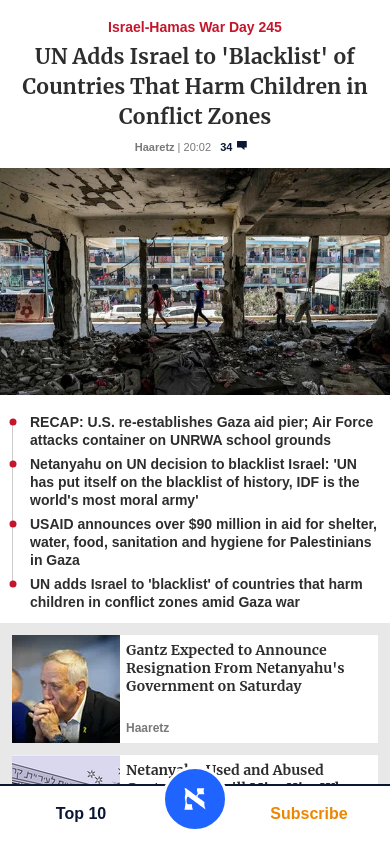 Israel-Hamas War Day 245
UN Adds Israel to 'Blacklist' of
Countries That Harm Children in
Conflict Zones
Haaretz | 20:02 34
RECAP: U.S. re-establishes Gaza aid pier; Air Force
attacks container on UNRWA school grounds
Netanyahu on UN decision to blacklist Israel: 'UN
has put itself on the blacklist of history, IDF is the
world's most moral army'
USAID announces over $90 million in aid for shelter,
water, food, sanitation and hygiene for Palestinians
in Gaza
UN adds Israel to 'blacklist' of countries that harm
children in conflict zones amid Gaza war
Gantz Expected to Announce
Resignation From Netanyahu's
Government on Saturday
Haaretz
Used and Abused
Top 10
Subscribe